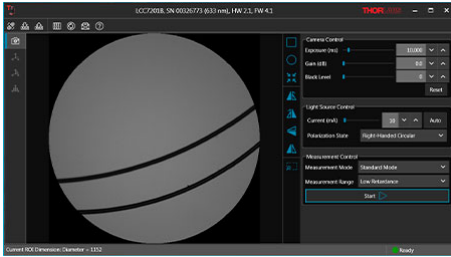 LCC7201B, SN 00326773 (633 nm), HW 2.1, FW 4.1
THORLABS
Camera Control
Exposure (ms) 10.000
Gain (dB) 0.0
Black Level 0
Reset
Light Source Control
Current (mA) 10 Auto
Polarization State Right-Handed Circular
Measurement Control
Measurement Mode Standard Mode
Measurement Range Low Retardance
Start
Current ROI Dimension: Diameter = 1152
Ready